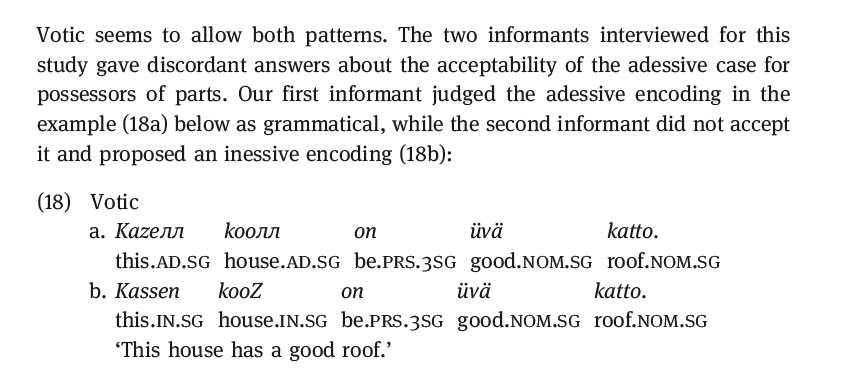 Votic seems to allow both patterns. The two informants interviewed for this
study gave discordant answers about the acceptability of the adessive case for
possessors of parts. Our first informant judged the adessive encoding in the
example (18a) below as grammatical, while the second informant did not accept
it and proposed an inessive encoding (18b):
(18) Votic
a. Kazeлл kooлл on üvä katto.
this.AD.SG house.AD.SG be.PRS.3SG good.NOM.SG roof.NOM.SG
b. Kassen kooZ on üvä katto.
this.IN.SG house.IN.SG be.PRS.3SG good.NOM.SG roof.NOM.SG
‘This house has a good roof.’